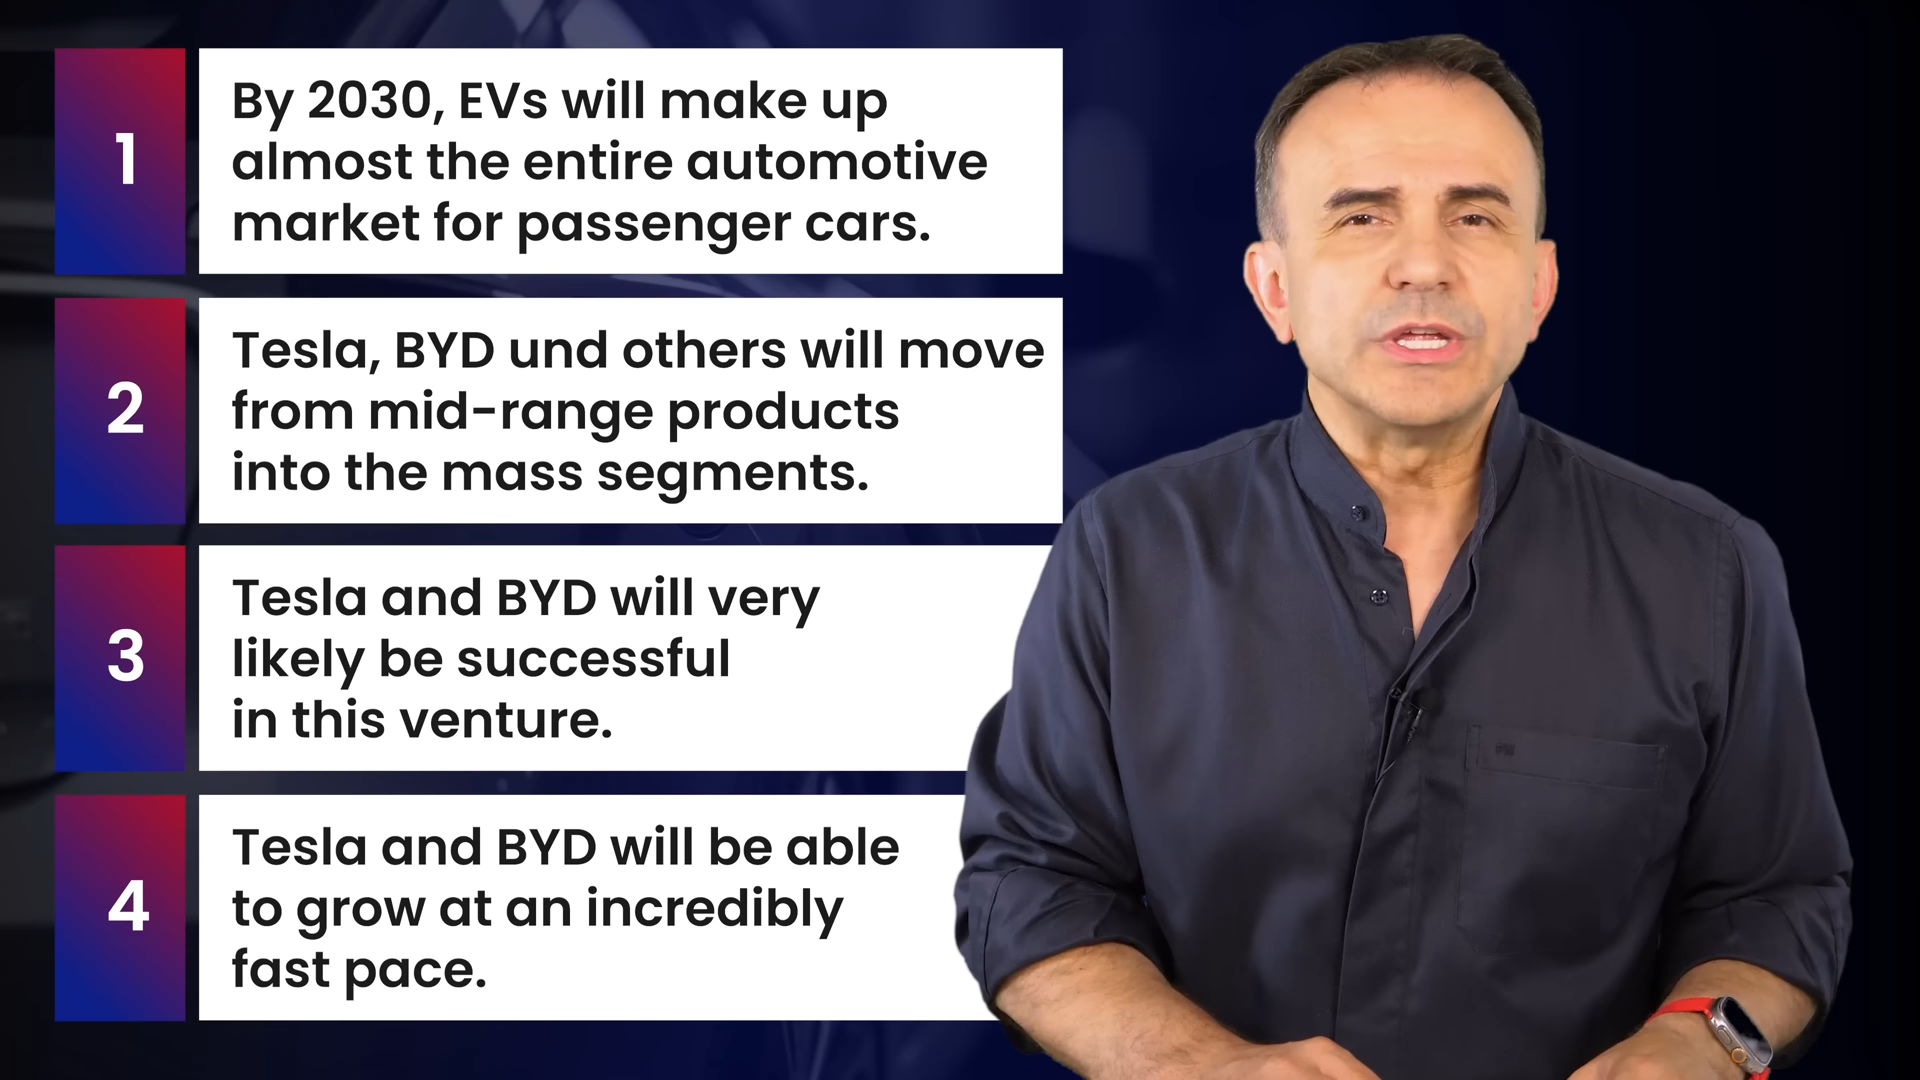 1
By 2030, EVs will make up
almost the entire automotive
market for passenger cars.
2
Tesla, BYD und others will move
from mid-range products
into the mass segments.
3
Tesla and BYD will very
likely be successful
in this venture.
4
Tesla and BYD will be able
to grow at an incredibly
fast pace.